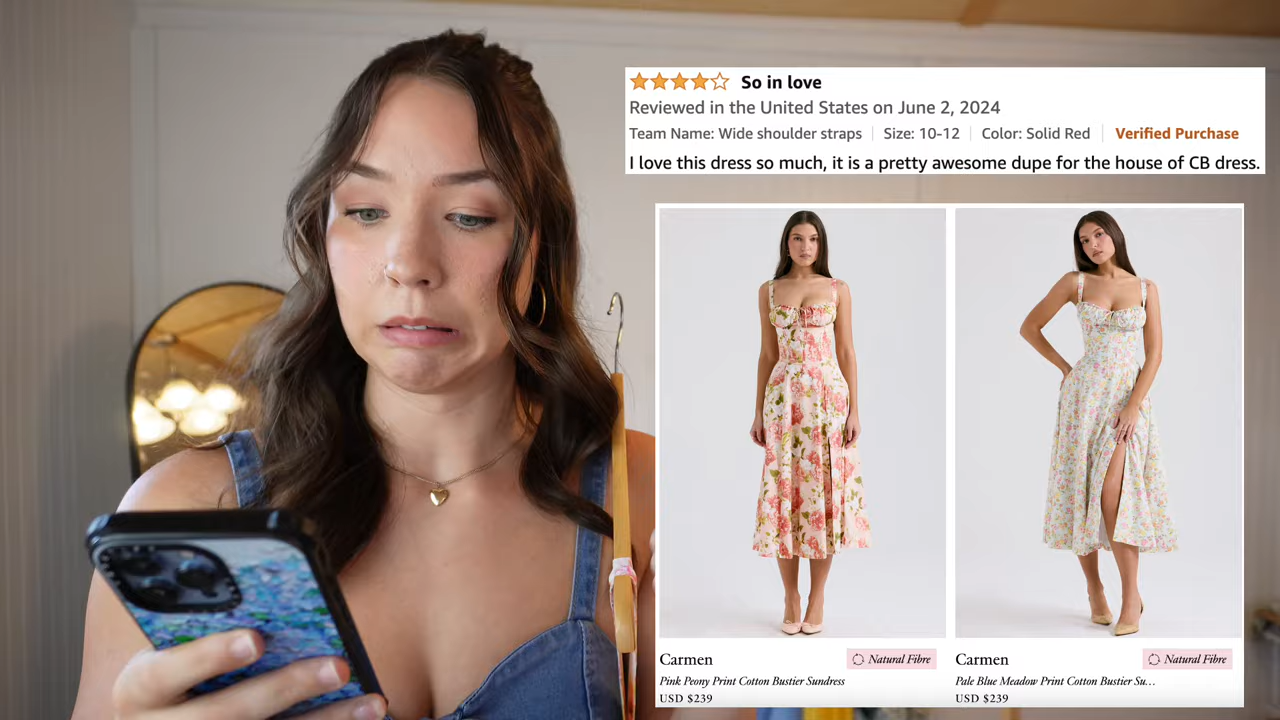 So in love
Reviewed in the United States on June 2, 2024
Team Name: Wide shoulder straps Size: 10-12 Color: Solid Red Verified Purchase
I love this dress so much, it is a pretty awesome dupe for the house of CB dress.
Carmen Natural Fibre
Pink Peony Print Cotton Bustier Sundress
USD $239
Carmen Natural Fibre
Pale Blue Meadow Print Cotton Bustier Su...
USD $239